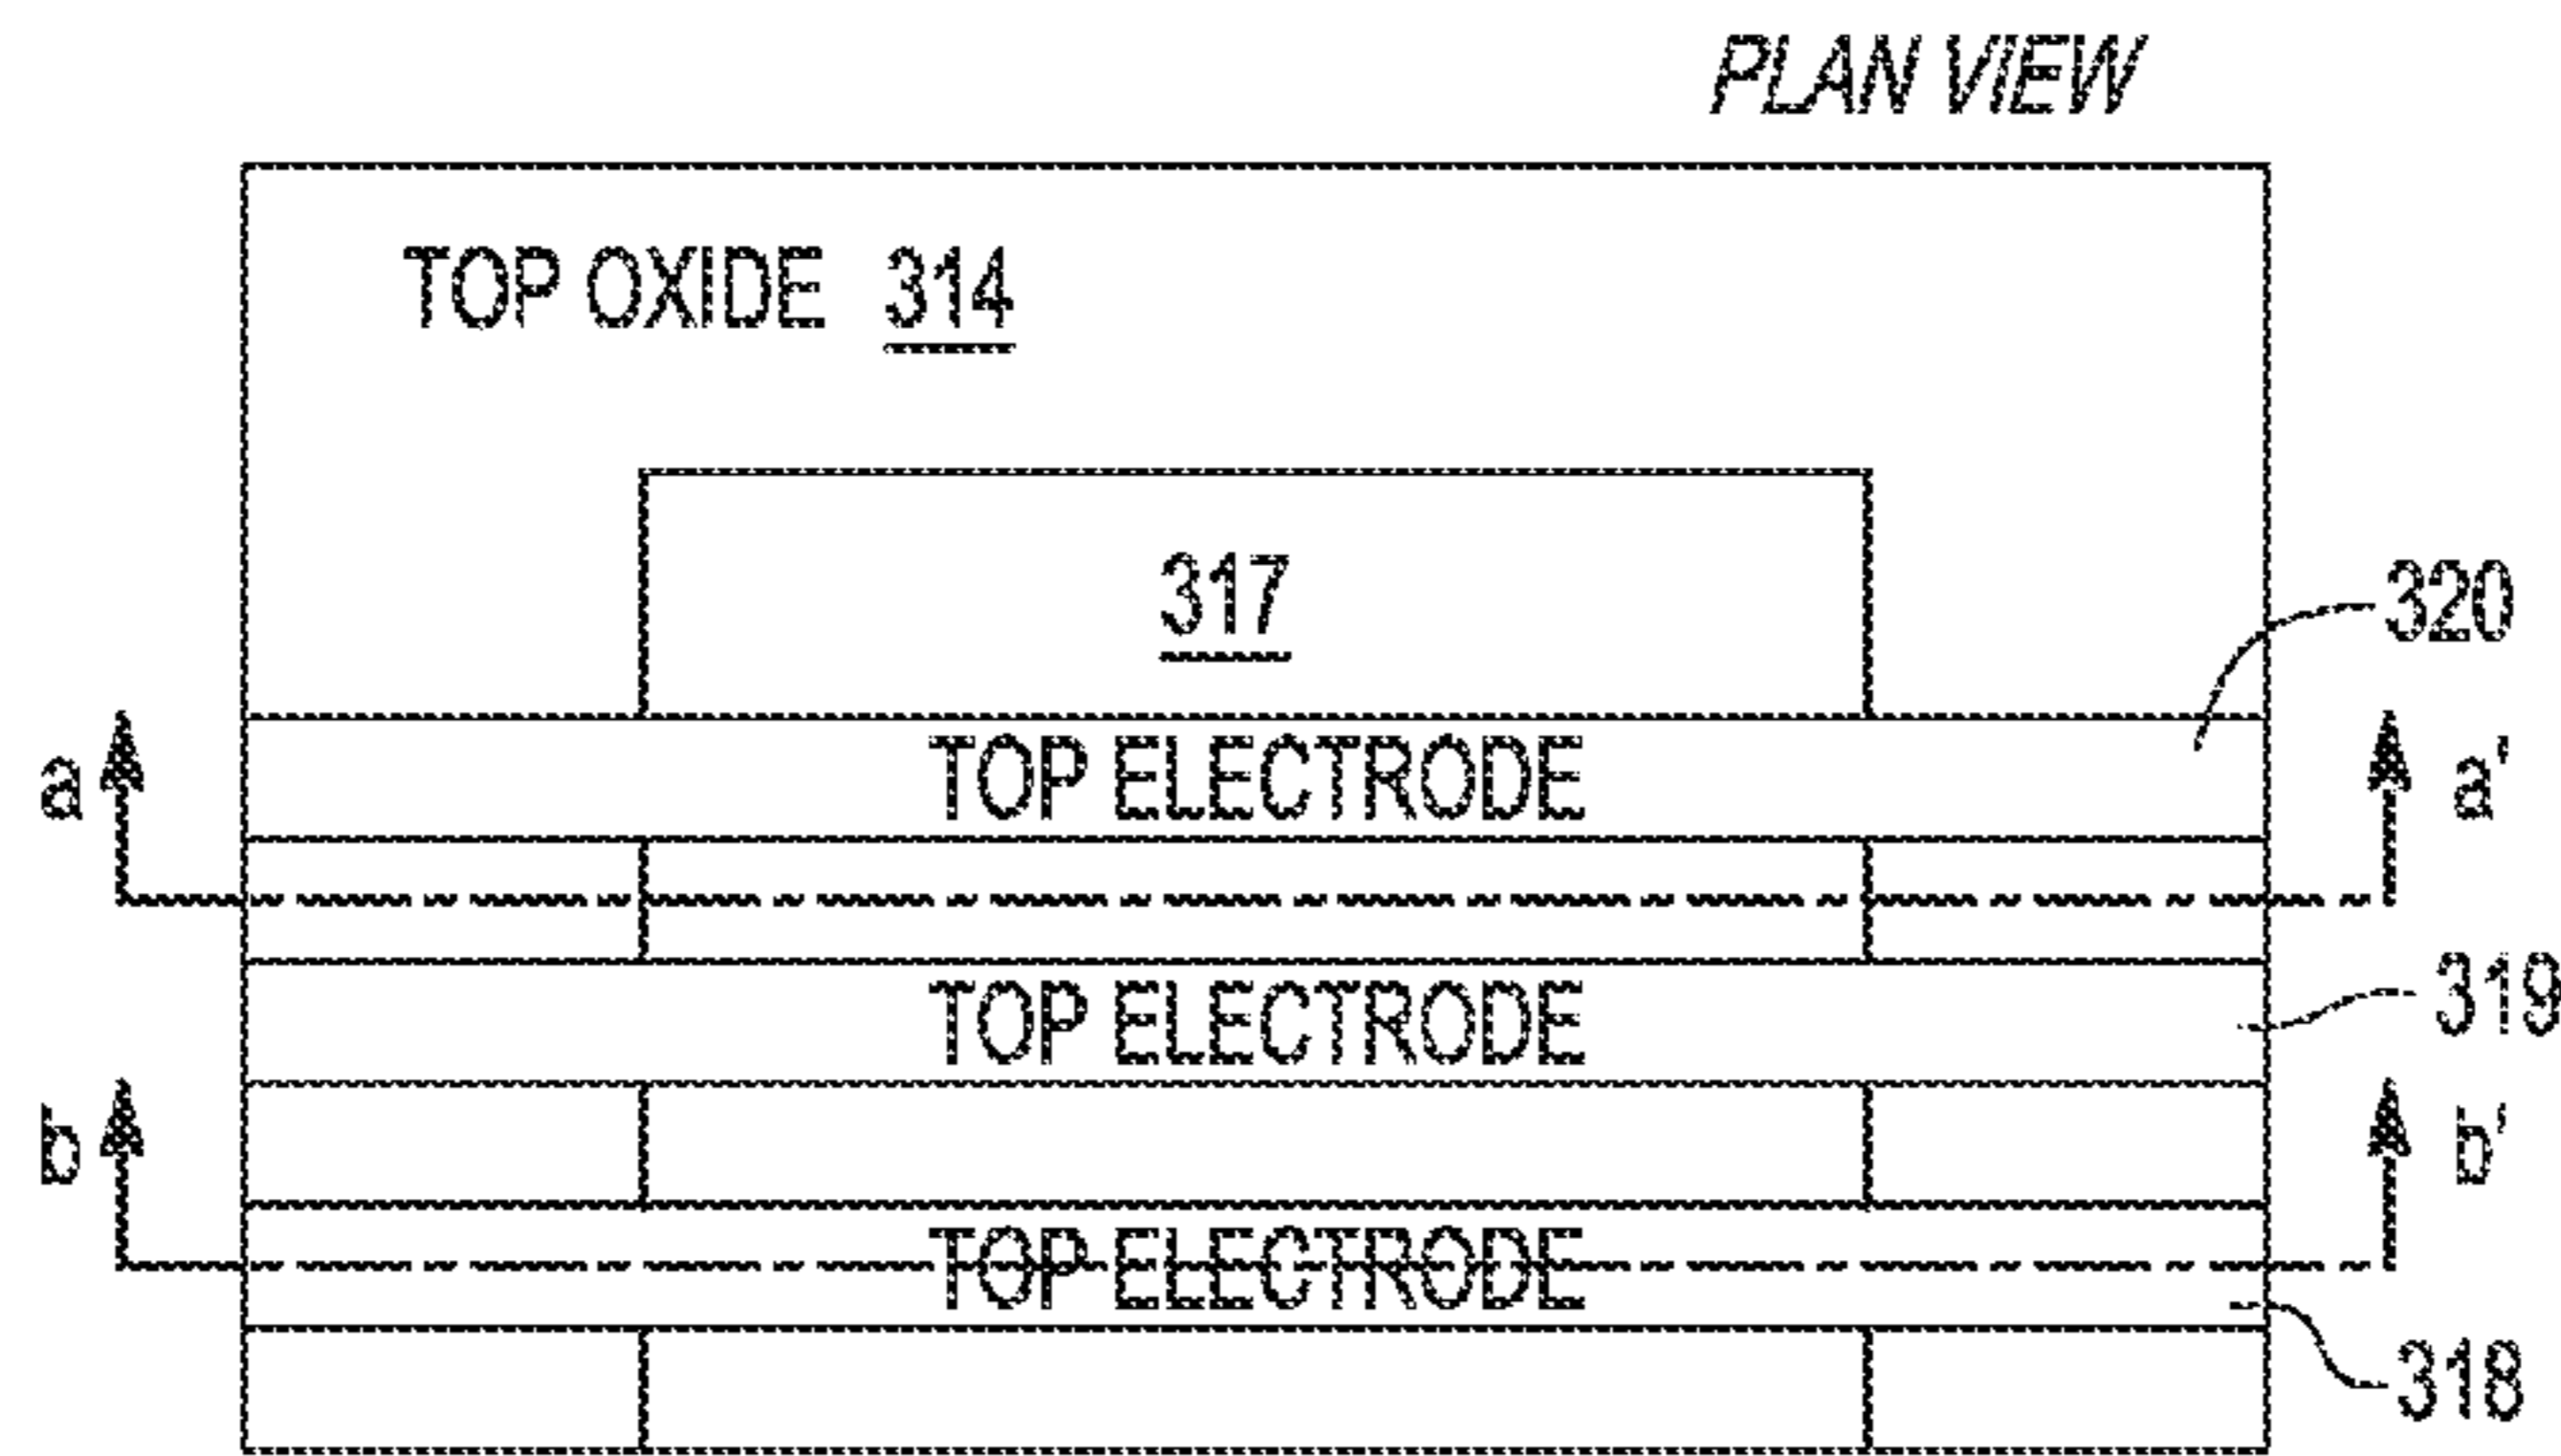 PLAN VIEW
TOP OXIDE 314
317
320
TOP ELECTRODE
a a'
TOP ELECTRODE
319
b b'
TOP ELECTRODE
318